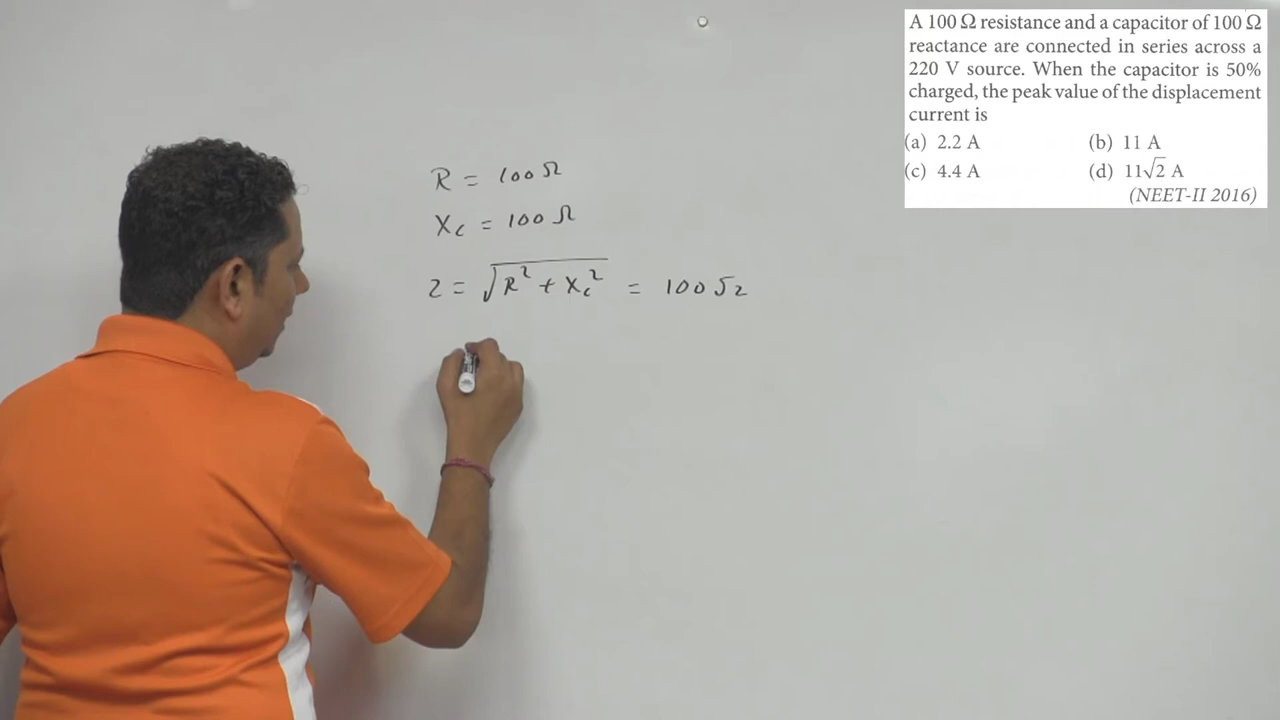 A 100 Ω resistance and a capacitor of 100 Ω
reactance are connected in series across a
220 V source. When the capacitor is 50%
charged, the peak value of the displacement
current is
(a) 2.2 A (b) 11 A
(c) 4.4 A (d) 11√2 A
(NEET-II 2016)
R = 100 Ω
Xc = 100 Ω
Z = √R² + Xc² = 100√2